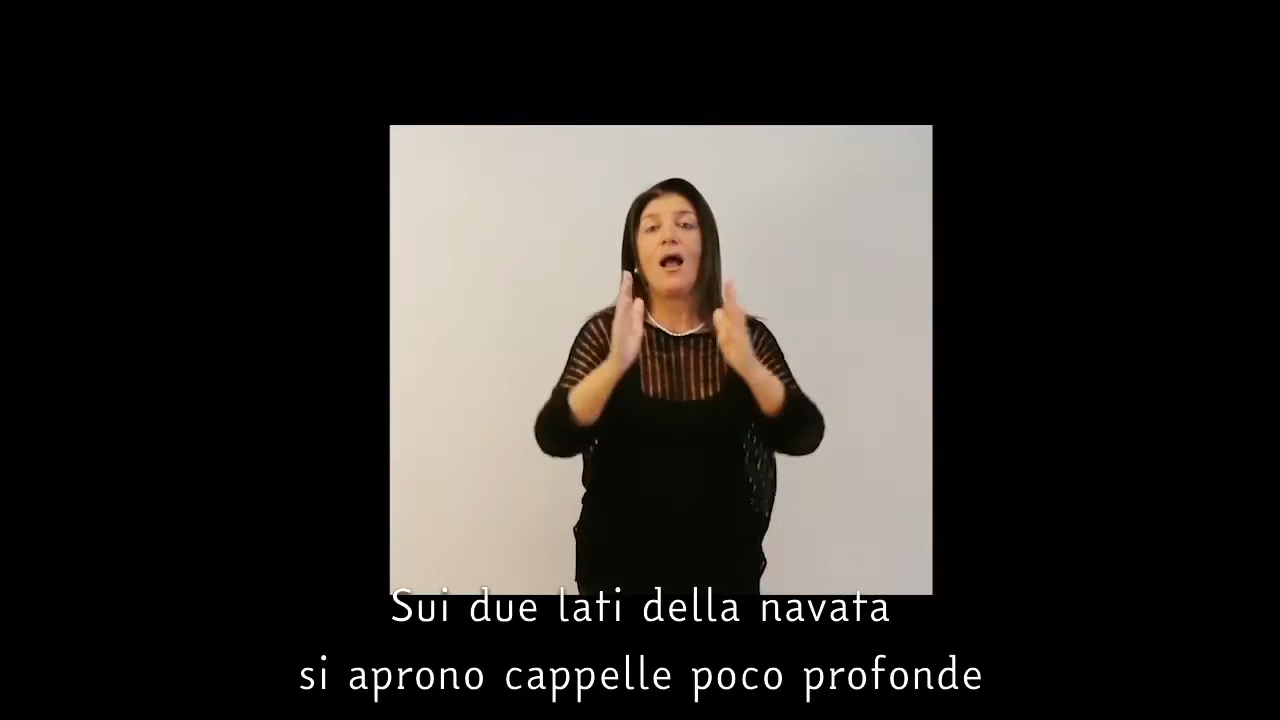 Sui due lati della navata
si aprono cappelle poco profonde